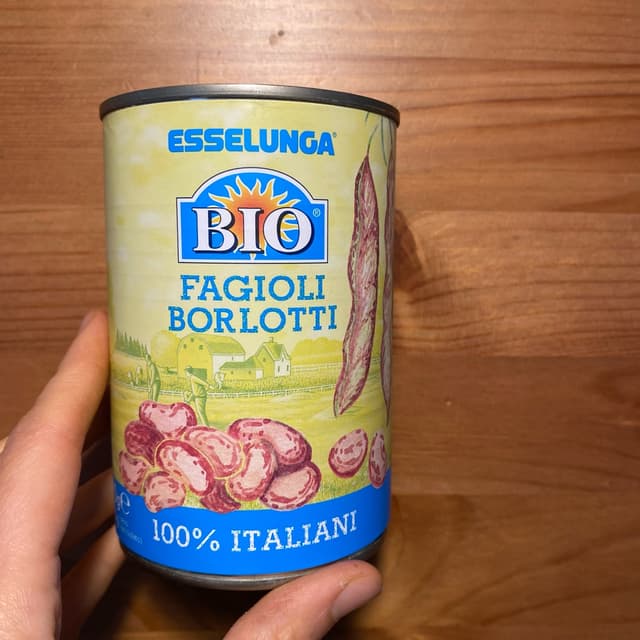 ESSELUNGA®
BIO®
FAGIOLI
BORLOTTI
100% ITALIANI